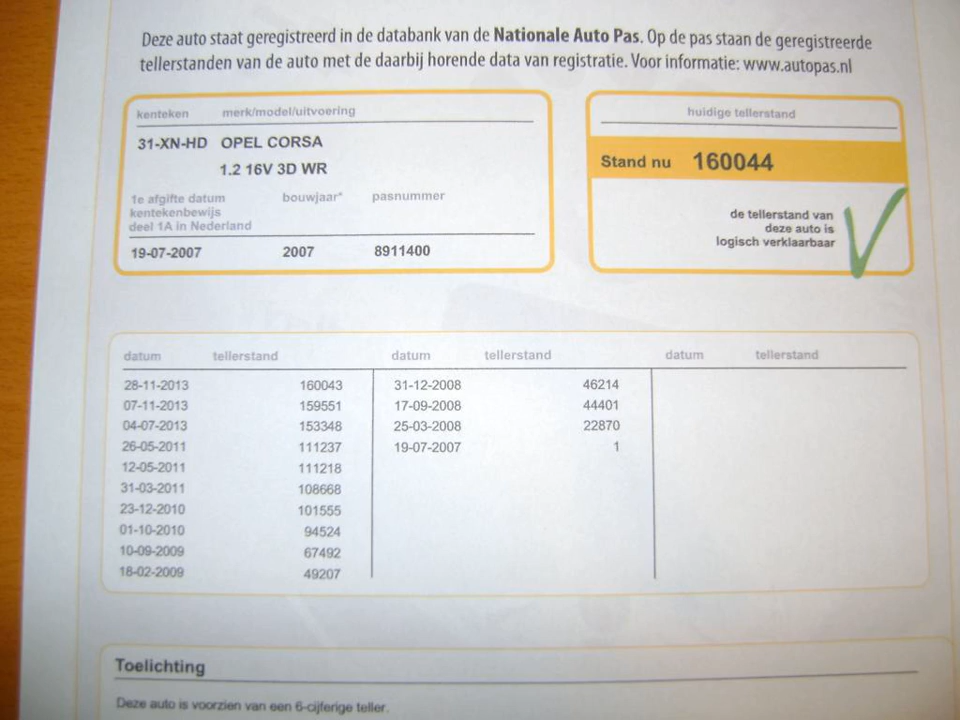 Deze auto staat geregistreerd in de databank van de Nationale Auto Pas. Op de pas staan de geregistreerde
tellerstanden van de auto met de daarbij horende data van registratie. Voor informatie: www.autopas.nl
kenteken merk/model/uitvoering
31-XN-HD OPEL CORSA
1.2 16V 3D WR
1e afgifte datum
kentekenbewijs
deel 1A in Nederland
bouwjaar* pasnummer
19-07-2007 2007 8911400
huidige tellerstand
Stand nu 160044
de tellerstand van
deze auto is
logisch verklaarbaar
datum tellerstand datum tellerstand datum tellerstand
28-11-2013 160043 31-12-2008 46214
07-11-2013 159551 17-09-2008 44401
04-07-2013 153348 25-03-2008 22870
26-05-2011 111237 19-07-2007 1
12-05-2011 111218
31-03-2011 108668
23-12-2010 101555
01-10-2010 94524
10-09-2009 67492
18-02-2009 49207
Toelichting
Deze auto is voorzien van een 6-cijferige teller.